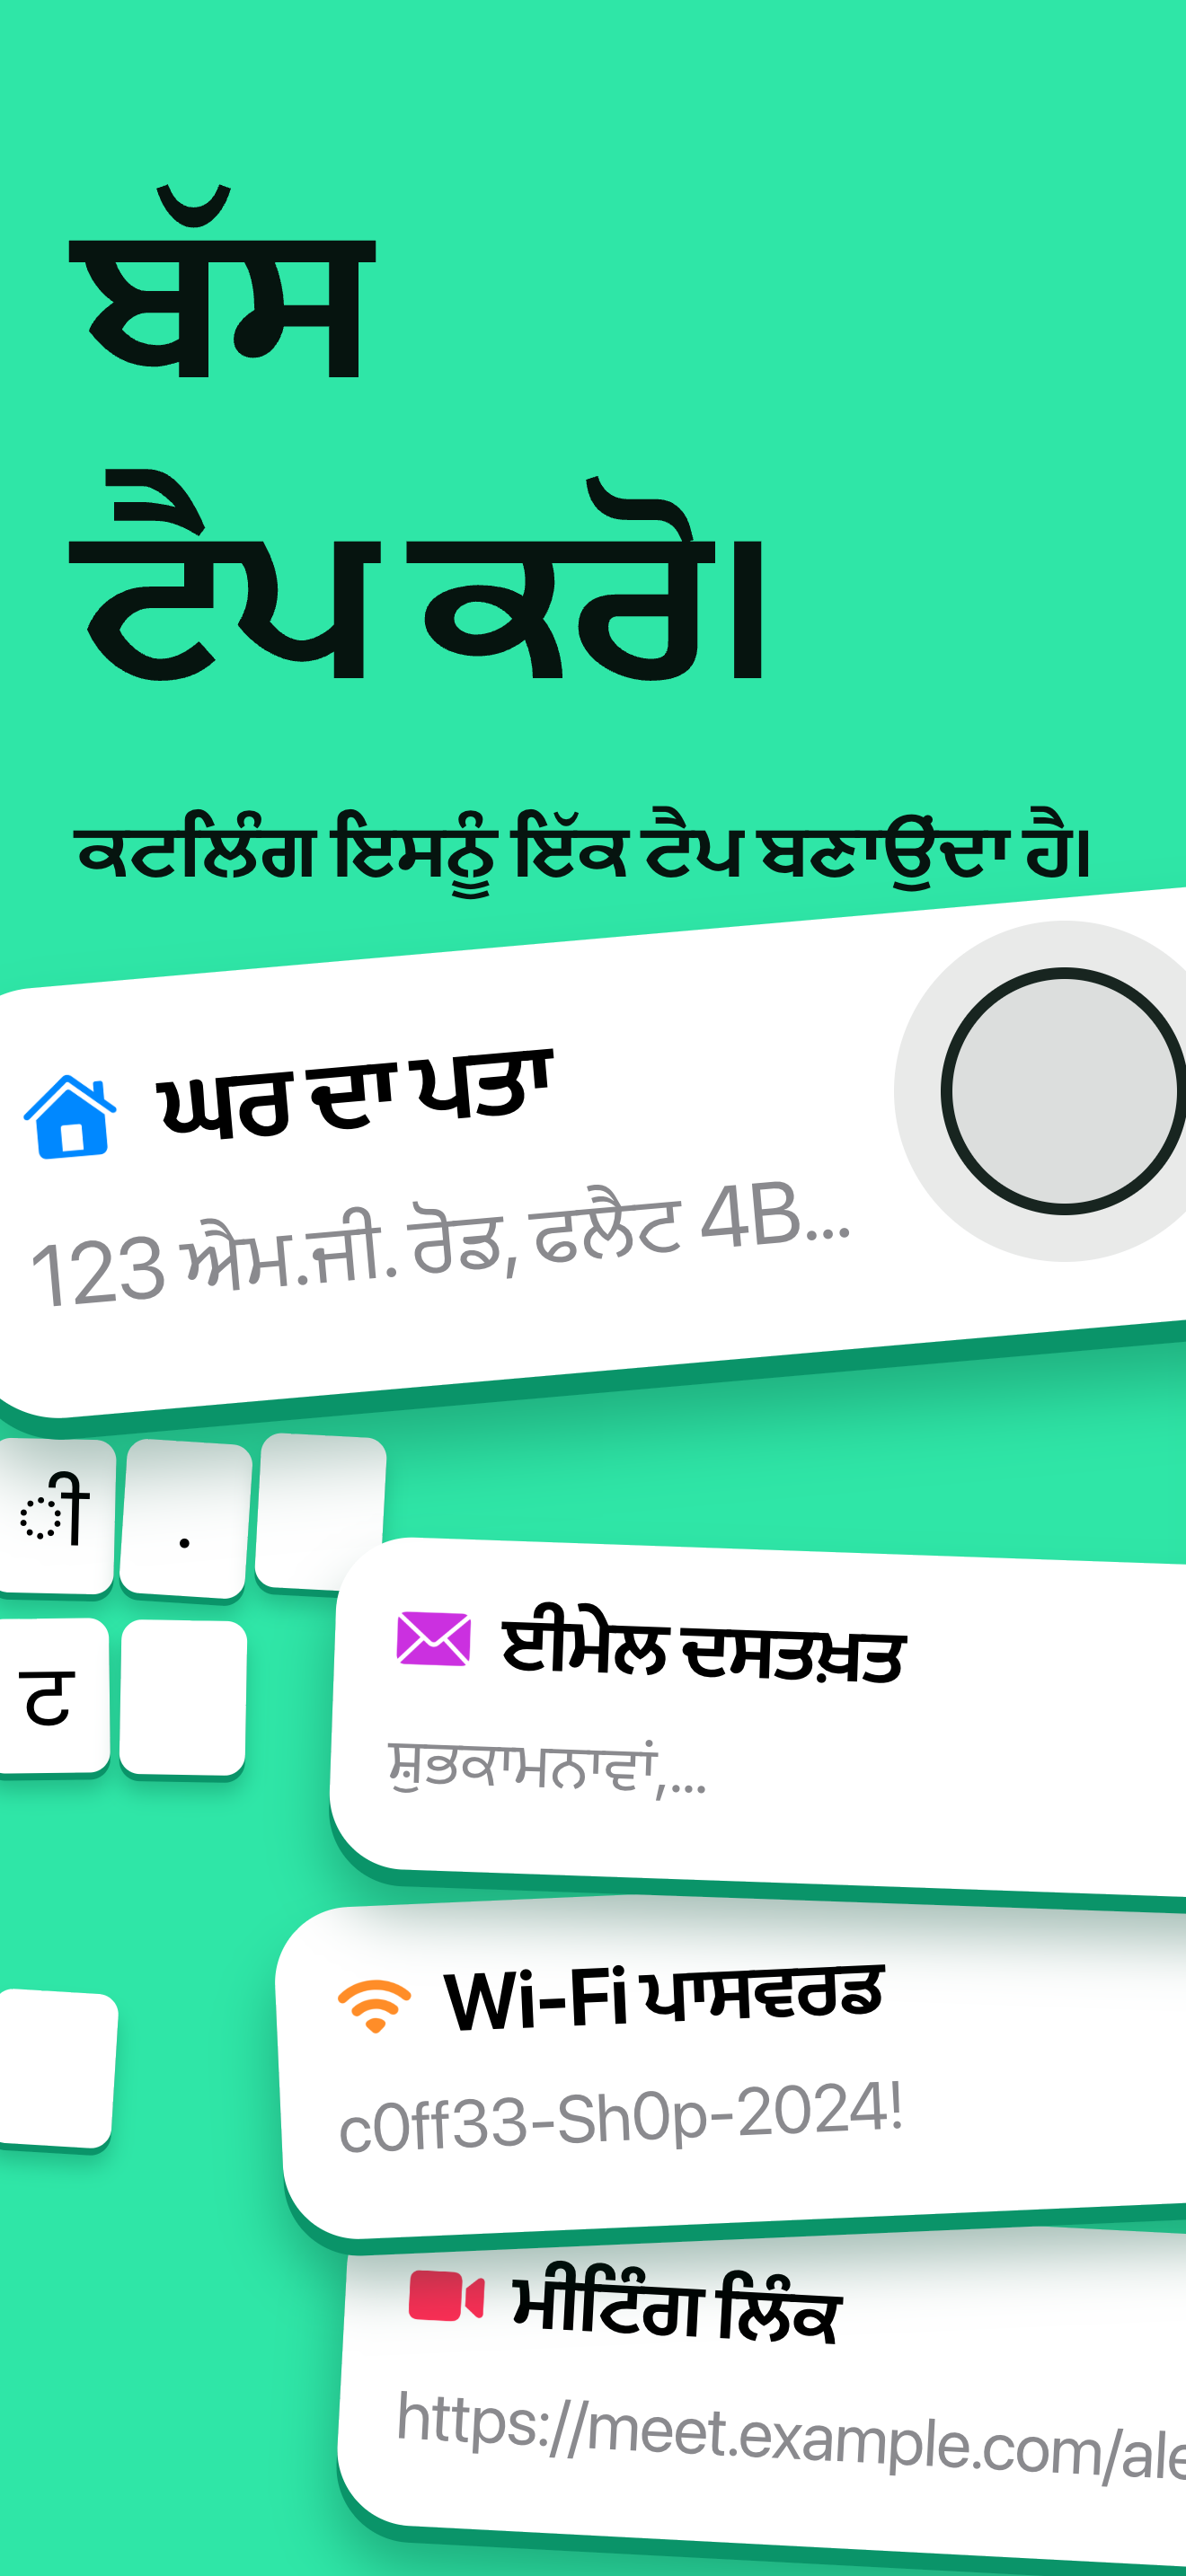 ਬੱਸ
ਟੈਪ ਕਰੋ।
ਕਟਲਿੰਗ ਇਸਨੂੰ ਇੱਕ ਟੈਪ ਬਣਾਉਂਦਾ ਹੈ।
ਘਰ ਦਾ ਪਤਾ
123 ਐਮ.ਜੀ. ਰੋਡ, ਫਲੈਟ 4B...
ੀ .
ਈਮੇਲ ਦਸਤਖ਼ਤ
ਟ
ਸ਼ੁਭਕਾਮਨਾਵਾਂ,...
Wi-Fi ਪਾਸਵਰਡ
c0ff33-Sh0p-2024!
ਮੀਟਿੰਗ ਲਿੰਕ
https://meet.example.com/ale